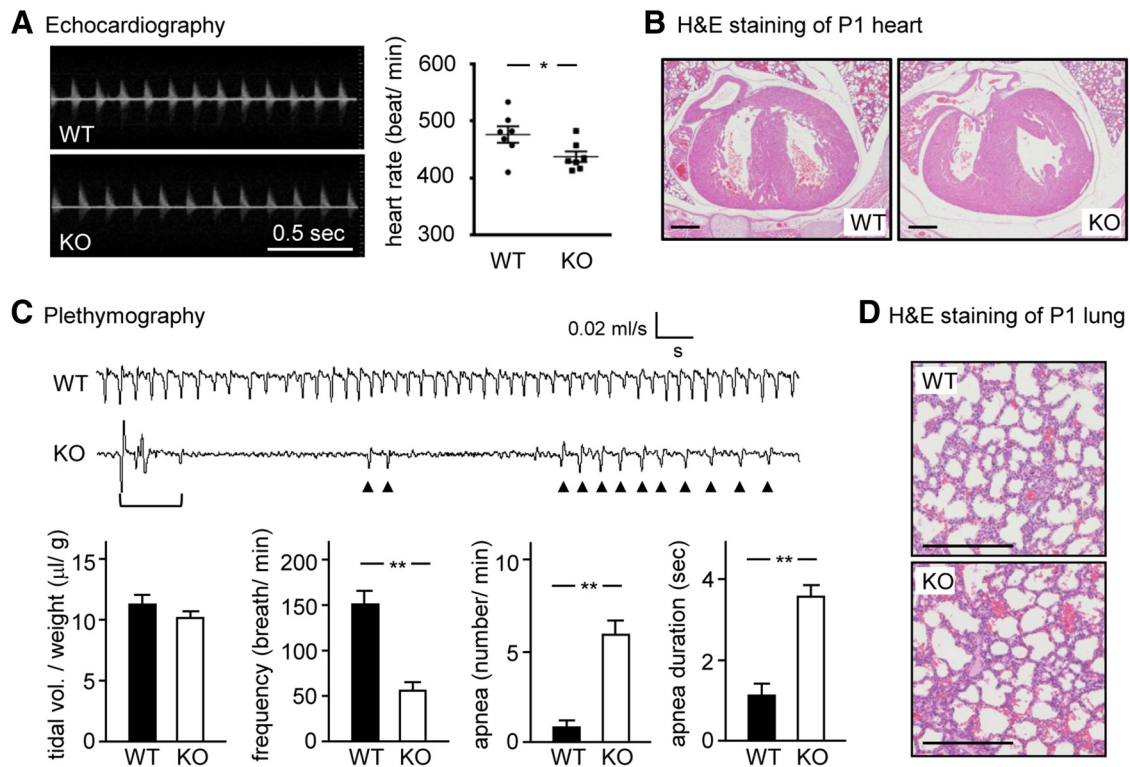 A Echocardiography
WT
KO
0.5 sec
heart rate (beat/ min)
600
500
400
300
*
WT KO
B H&E staining of P1 heart
WT
KO
C Plethymography
0.02 ml/s
s
WT
KO
tidal vol. / weight (μl/ g)
15
10
5
0
WT KO
frequency (breath/ min)
200
150
100
50
0
**
WT KO
apnea (number/ min)
10
5
0
**
WT KO
apnea duration (sec)
4
2
0
**
WT KO
D H&E staining of P1 lung
WT
KO